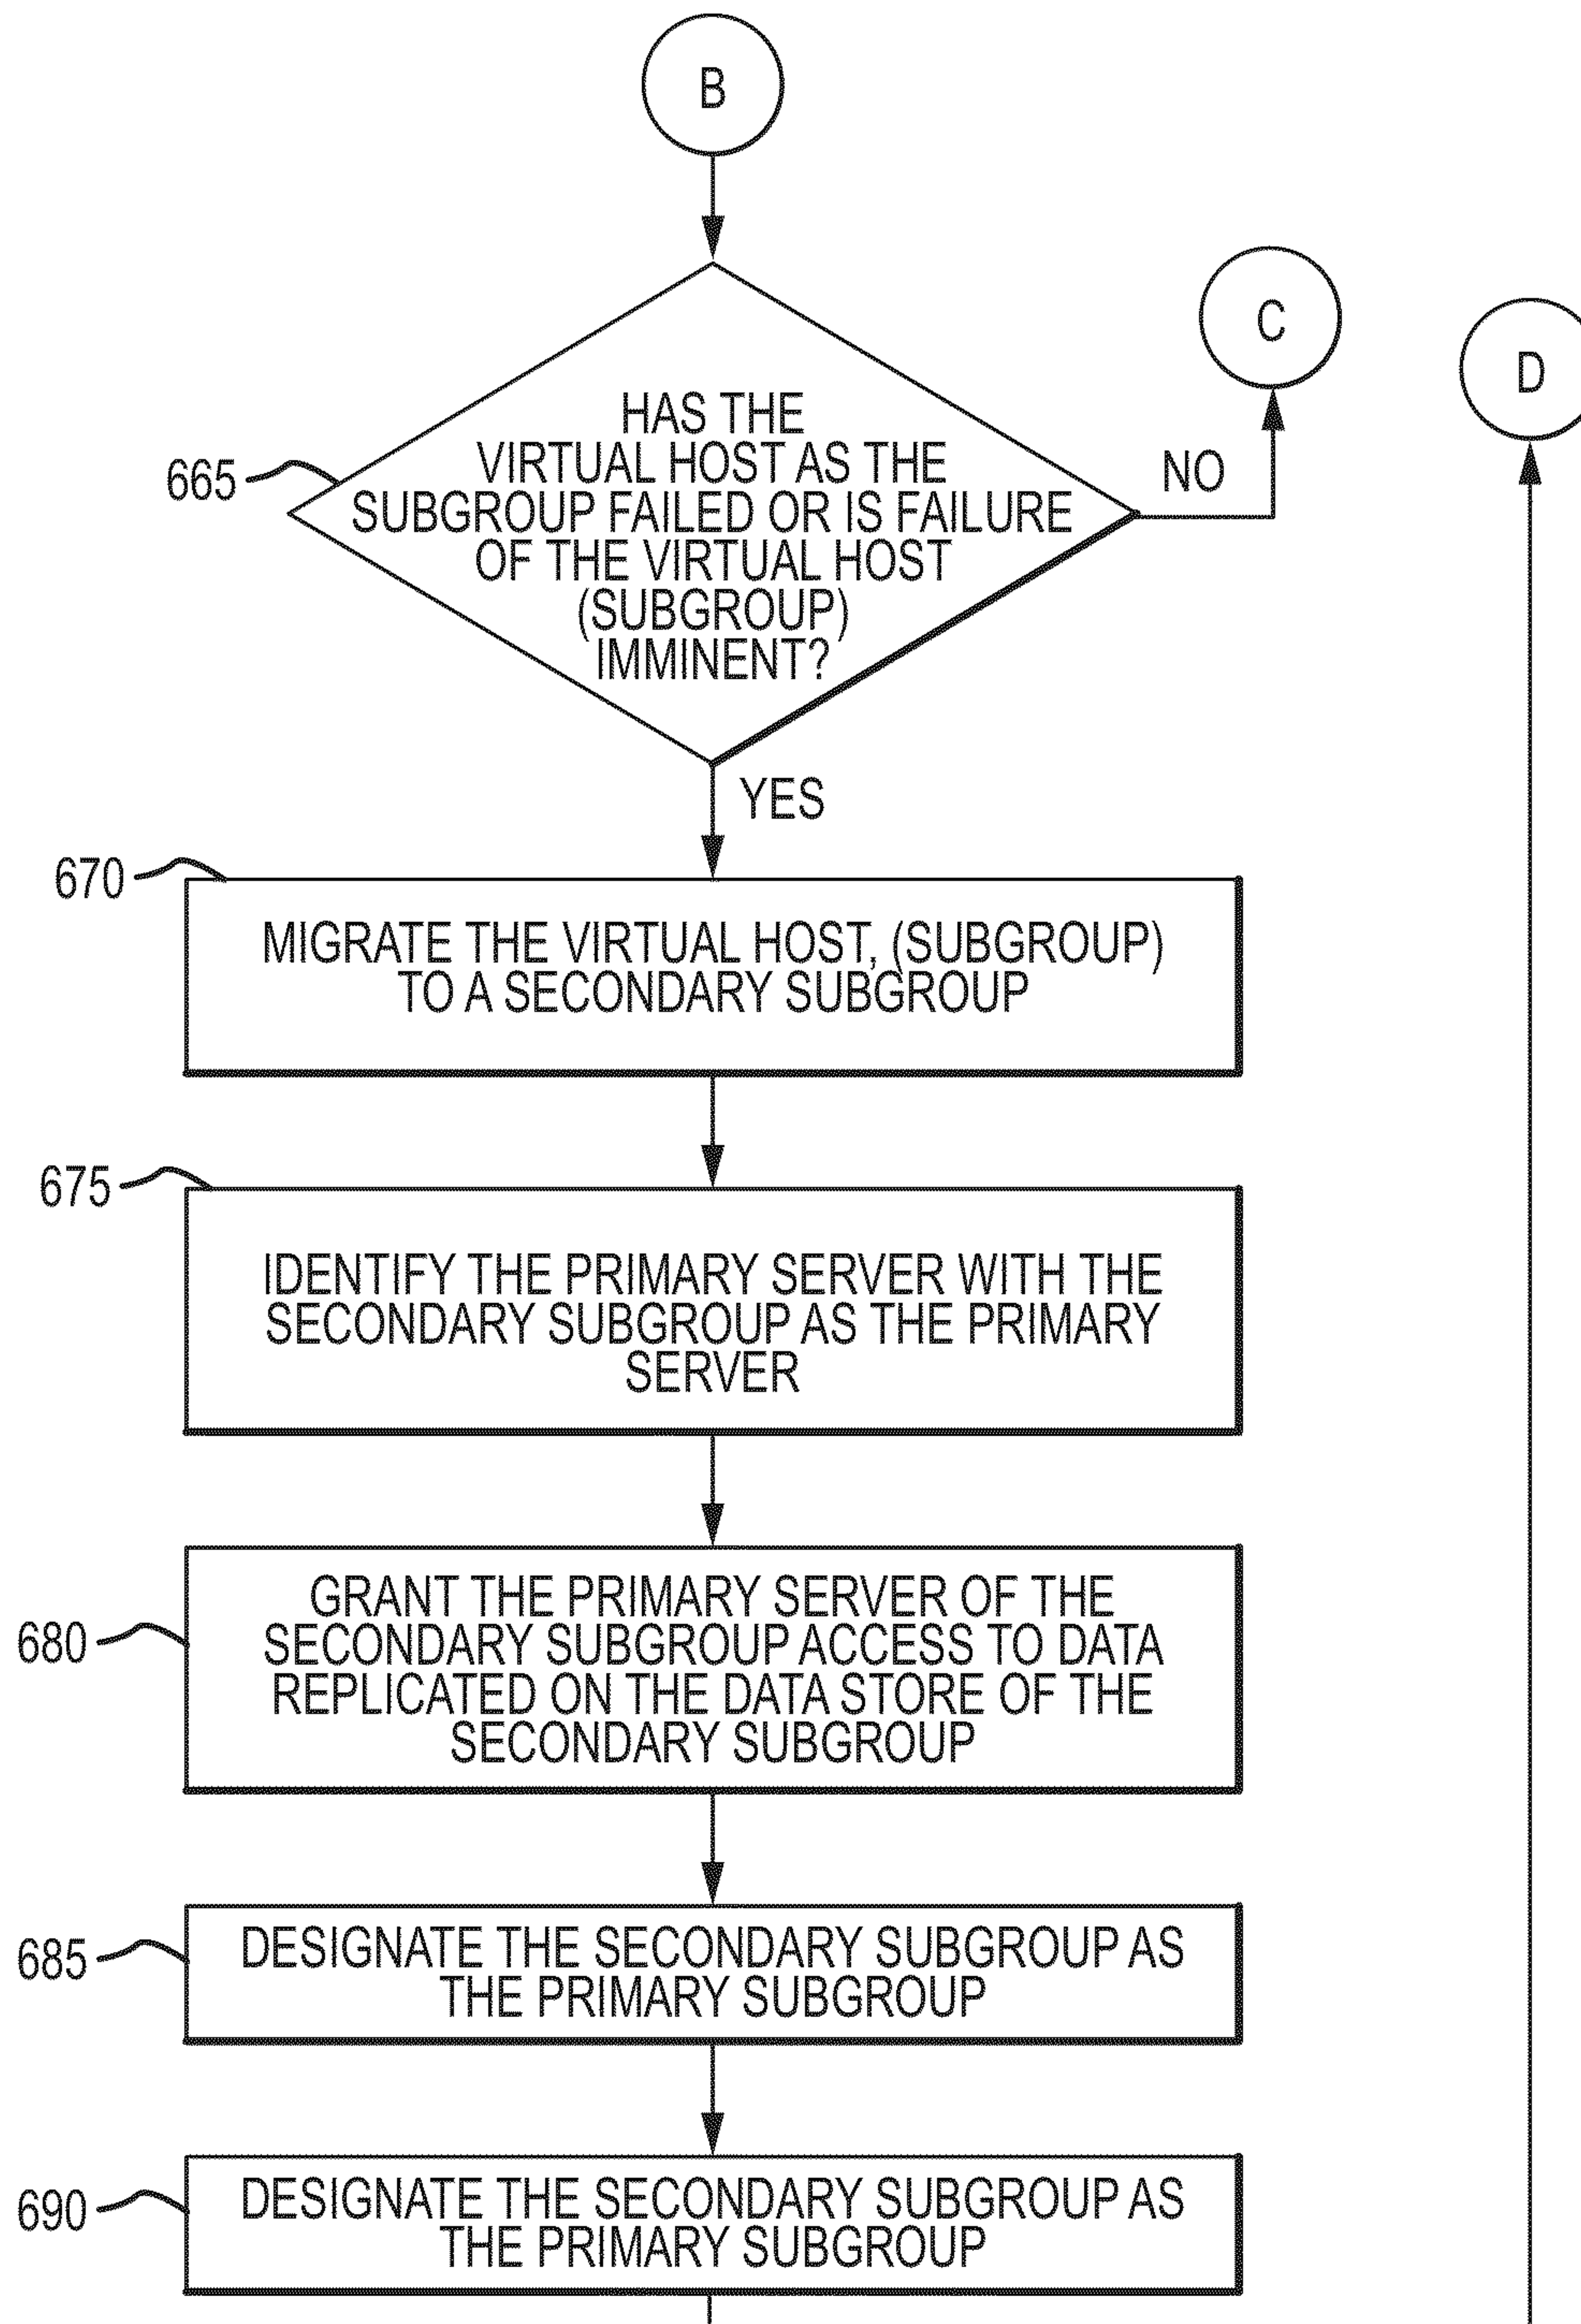 B
C
D
HAS THE
VIRTUAL HOST AS THE
SUBGROUP FAILED OR IS FAILURE
OF THE VIRTUAL HOST
(SUBGROUP)
IMMINENT?
665
NO
YES
670
MIGRATE THE VIRTUAL HOST, (SUBGROUP)
TO A SECONDARY SUBGROUP
675
IDENTIFY THE PRIMARY SERVER WITH THE
SECONDARY SUBGROUP AS THE PRIMARY
SERVER
680
GRANT THE PRIMARY SERVER OF THE
SECONDARY SUBGROUP ACCESS TO DATA
REPLICATED ON THE DATA STORE OF THE
SECONDARY SUBGROUP
685
DESIGNATE THE SECONDARY SUBGROUP AS
THE PRIMARY SUBGROUP
690
DESIGNATE THE SECONDARY SUBGROUP AS
THE PRIMARY SUBGROUP